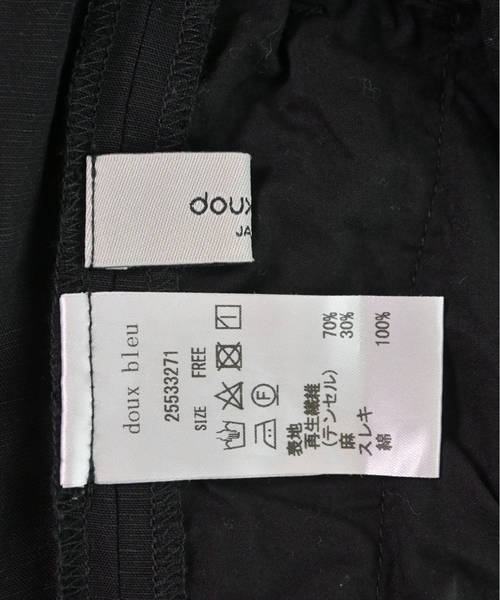 doux
JA
doux bleu
25533271
SIZE FREE
F
表地
再生繊維 70%
(テンセル)
麻 30%
スレキ
綿 100%